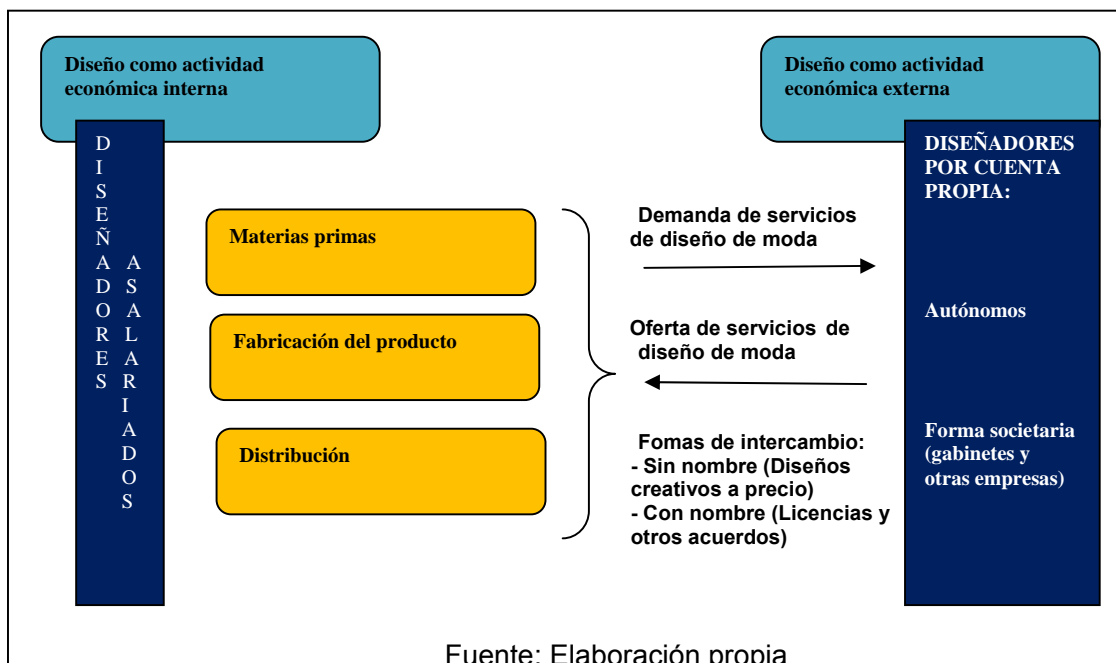 Diseño como actividad
económica interna
Diseño como actividad
económica externa
DISEÑADORES
ASALARIADOS
Materias primas
Fabricación del producto
Distribución
Demanda de servicios
de diseño de moda
Oferta de servicios de
diseño de moda
Fomas de intercambio:
- Sin nombre (Diseños
creativos a precio)
- Con nombre (Licencias y
otros acuerdos)
DISEÑADORES
POR CUENTA
PROPIA:
Autónomos
Forma societaria
(gabinetes y
otras empresas)
Fuente: Elaboración propia